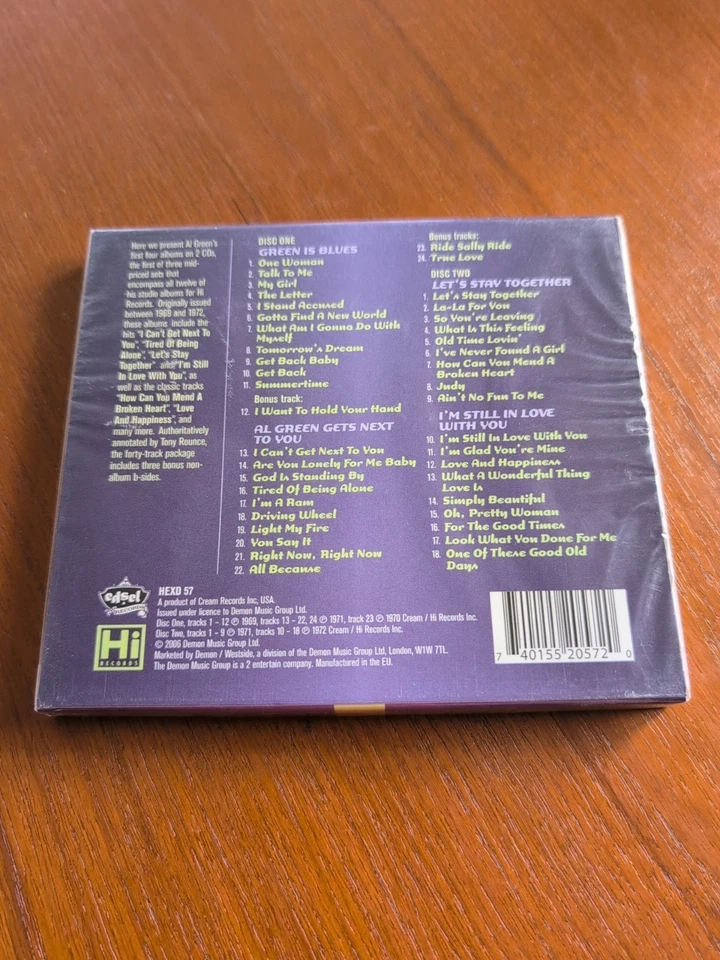 Here we present Al Green's
first four albums on 2 CDs,
the first of three mid-
priced sets that
encompass all twelve of
his studio albums for Hi
Records. Originally issued
between 1969 and 1972,
these albums include the
hits "I Can't Get Next To
You", "Tired Of Being
Alone", "Let's Stay
Together" and "I'm Still
In Love With You", as
well as the classic tracks
"How Can You Mend A
Broken Heart", "Love
And Happiness", and
many more. Authoritatively
annotated by Tony Rounce,
the forty-track package
includes three bonus non-
album b-sides.
DISC ONE
GREEN IS BLUES
1. One Woman
2. Talk To Me
3. My Girl
4. The Letter
5. I Stand Accused
6. Gotta Find A New World
7. What Am I Gonna Do With
Myself
8. Tomorrow's Dream
9. Get Back Baby
10. Get Back
11. Summertime
Bonus track:
12. I Want To Hold Your Hand
AL GREEN GETS NEXT
TO YOU
13. I Can't Get Next To You
14. Are You Lonely For Me Baby
15. God Is Standing By
16. Tired Of Being Alone
17. I'm A Ram
18. Driving Wheel
19. Light My Fire
20. You Say It
21. Right Now, Right Now
22. All Because
Bonus tracks:
23. Ride Sally Ride
24. True Love
DISC TWO
LET'S STAY TOGETHER
1. Let's Stay Together
2. La-La For You
3. So You're Leaving
4. What Is This Feeling
5. Old Time Lovin'
6. I've Never Found A Girl
7. How Can You Mend A
Broken Heart
8. Judy
9. Ain't No Fun To Me
I'M STILL IN LOVE
WITH YOU
10. I'm Still In Love With You
11. I'm Glad You're Mine
12. Love And Happiness
13. What A Wonderful Thing
Love Is
14. Simply Beautiful
15. Oh, Pretty Woman
16. For The Good Times
17. Look What You Done For Me
18. One Of These Good Old
Days
edsel
Hi
RECORDS
HEXD 57
A product of Cream Records Inc, USA.
Issued under licence to Demon Music Group Ltd.
Disc One, tracks 1 - 12 ℗ 1969, tracks 13 – 22, 24 ℗ 1971, track 23 ℗ 1970 Cream / Hi Records Inc.
Disc Two, tracks 1 - 9 ℗ 1971, tracks 10 - 18 ℗ 1972 Cream / Hi Records Inc.
© 2006 Demon Music Group Ltd.
Marketed by Demon / Westside, a division of the Demon Music Group Ltd, London, W1W 7TL.
The Demon Music Group is a 2 entertain company. Manufactured in the EU.
7 40155 20572 0